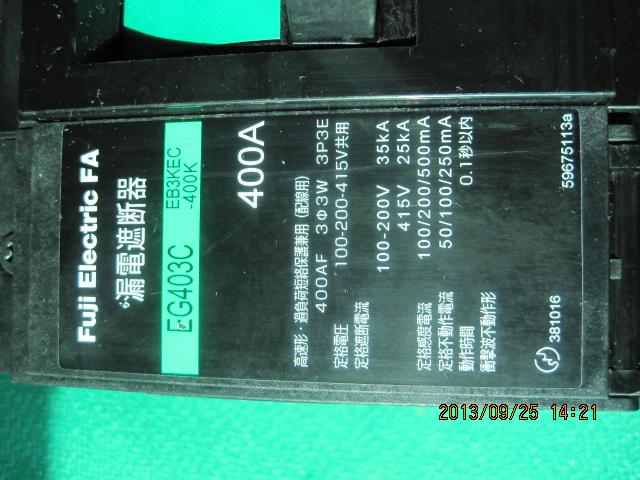 Fuji Electric FA
漏電遮断器
EG403C
EB3KEC
-400K
400A
高速形・過負荷短絡保護兼用(配線用)
400AF 3Φ3W 3P3E
定格電圧 100-200-415V共用
定格遮断電流
100-200V 35kA
415V 25kA
定格感度電流 100/200/500mA
定格不動作電流 50/100/250mA
動作時間 0.1秒以内
衝撃波不動作形
381016
59675113a
2013/09/25 14:21